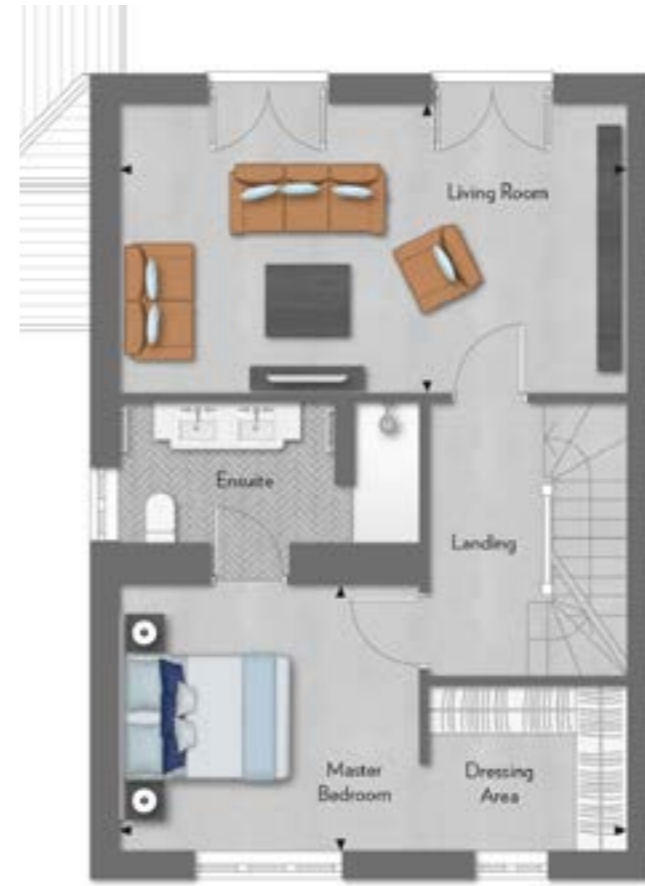 Living Room
Ensuite
Landing
Master
Bedroom
Dressing
Area